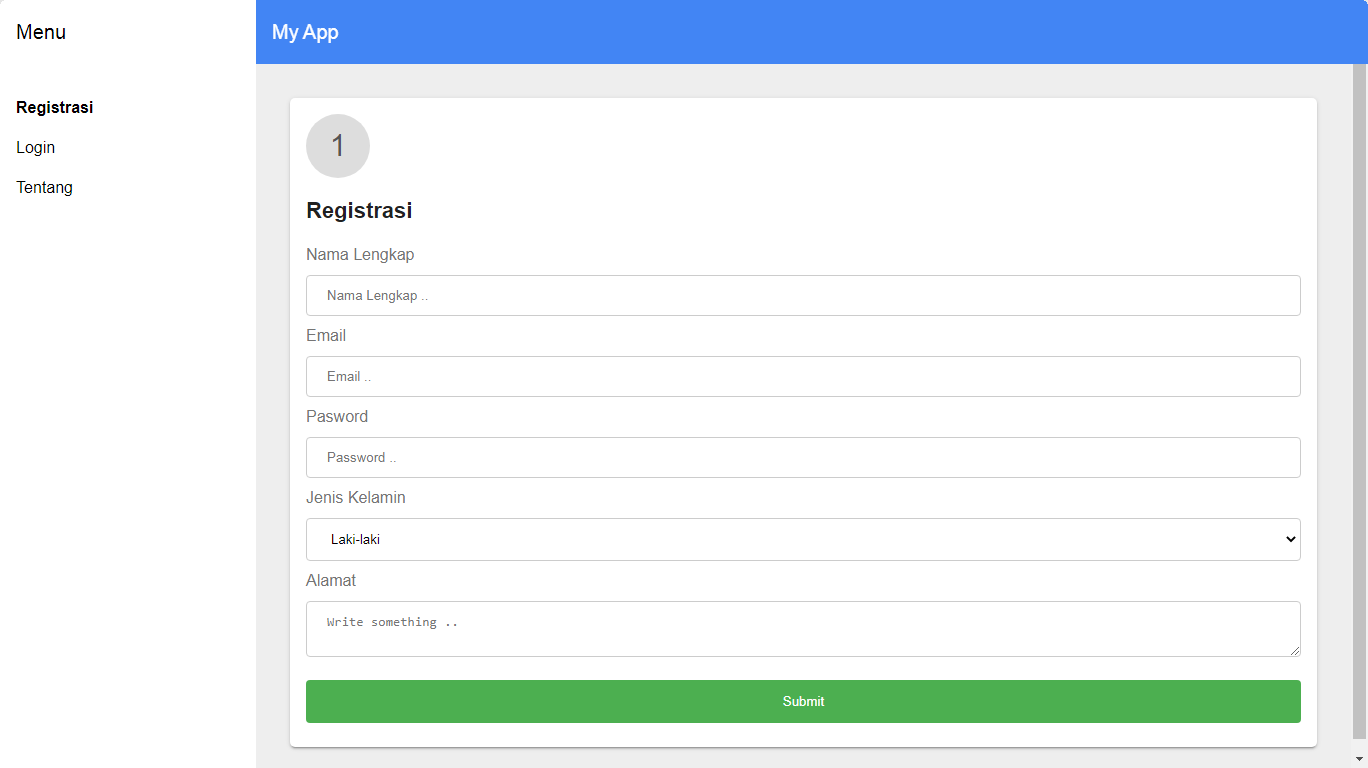 Menu
My App
Registrasi
Login
Tentang
1
Registrasi
Nama Lengkap
Nama Lengkap ..
Email
Email ..
Pasword
Password ..
Jenis Kelamin
Laki-laki
Alamat
Write something ..
Submit